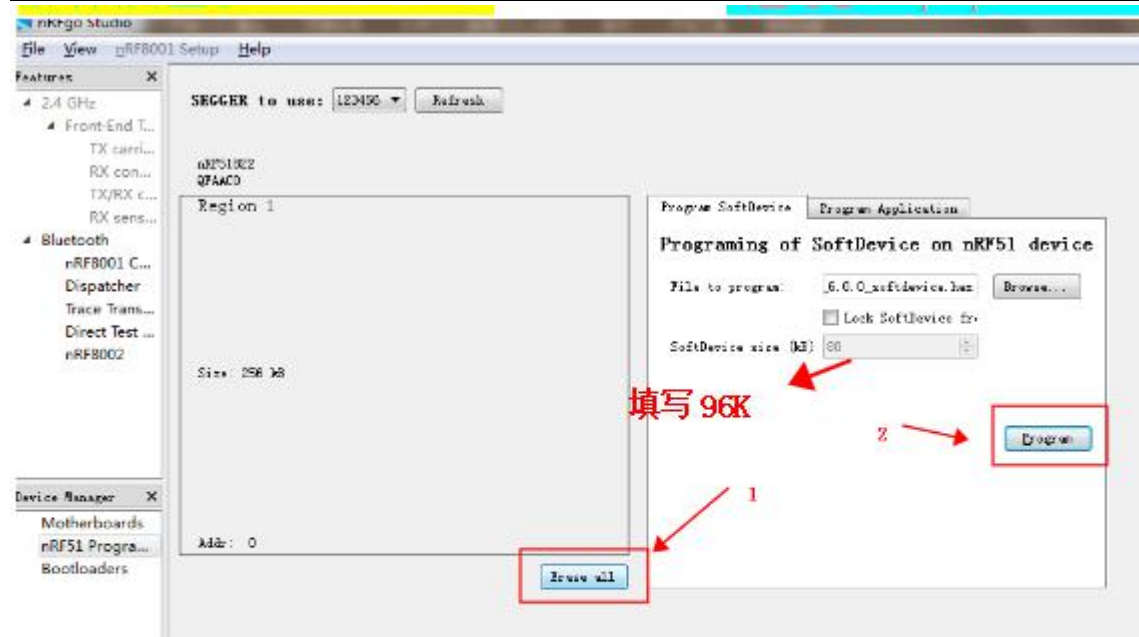 nRFgo Studio
File View nRF8001 Setup Help
Features X
2.4 GHz
Front-End T...
TX carri...
RX con...
TX/RX c...
RX sens...
Bluetooth
nRF8001 C...
Dispatcher
Trace Trans...
Direct Test ...
nRF8002
Device Manager X
Motherboards
nRF51 Progra...
Bootloaders
SEGGER to use: 123456 Refresh
nRF51822
QFAAC0
Region 1
Size: 256 kB
Addr: 0
Erase all
1
Program SoftDevice Program Application
Programing of SoftDevice on nRF51 device
File to program: _6.0.0_softdevice.hex Browse...
Lock SoftDevice fr
SoftDevice size (kB) 80
填写 96K
2
Program